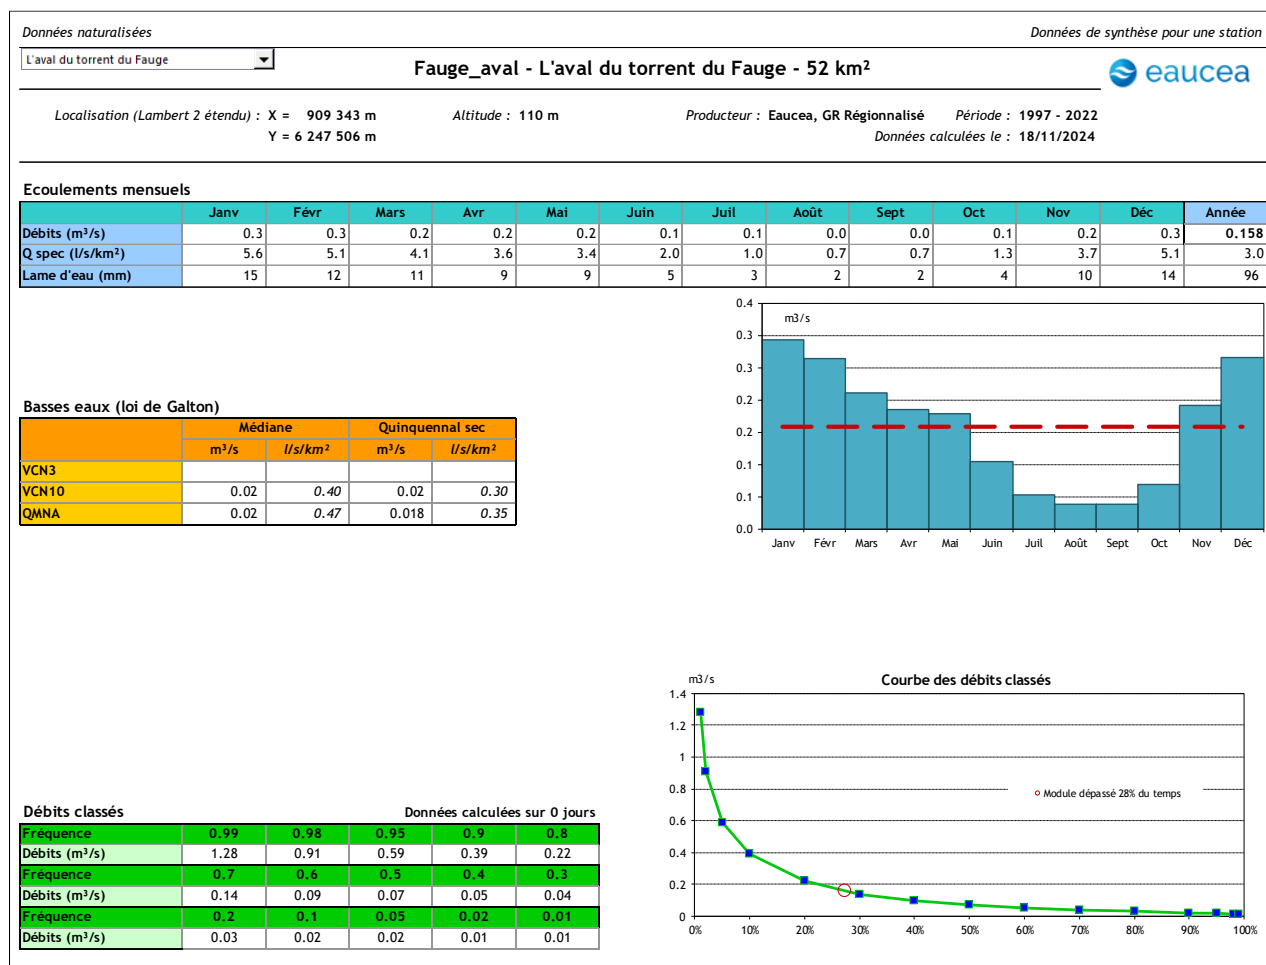 Données naturalisées
Données de synthèse pour une station
L'aval du torrent du Fauge
Fauge_aval - L'aval du torrent du Fauge - 52 km²
eaucea
Localisation (Lambert 2 étendu) : X = 909 343 m Altitude : 110 m Producteur : Eaucea, GR Régionnalisé Période : 1997 - 2022
Y = 6 247 506 m Données calculées le : 18/11/2024
Ecoulements mensuels
Janv Févr Mars Avr Mai Juin Juil Août Sept Oct Nov Déc Année
Débits (m³/s) 0.3 0.3 0.2 0.2 0.2 0.1 0.1 0.0 0.0 0.1 0.2 0.3 0.158
Q spec (l/s/km²) 5.6 5.1 4.1 3.6 3.4 2.0 1.0 0.7 0.7 1.3 3.7 5.1 3.0
Lame d'eau (mm) 15 12 11 9 9 5 3 2 2 4 10 14 96
0.4
m3/s
0.3
0.3
0.2
0.2
0.1
0.1
0.0
Janv Févr Mars Avr Mai Juin Juil Août Sept Oct Nov Déc
Basses eaux (loi de Galton)
Médiane Quinquennal sec
m³/s l/s/km² m³/s l/s/km²
VCN3
VCN10 0.02 0.40 0.02 0.30
QMNA 0.02 0.47 0.018 0.35
m3/s Courbe des débits classés
1.4
1.2
1
0.8
Module dépassé 28% du temps
0.6
0.4
0.2
0
0% 10% 20% 30% 40% 50% 60% 70% 80% 90% 100%
Débits classés Données calculées sur 0 jours
Fréquence 0.99 0.98 0.95 0.9 0.8
Débits (m³/s) 1.28 0.91 0.59 0.39 0.22
Fréquence 0.7 0.6 0.5 0.4 0.3
Débits (m³/s) 0.14 0.09 0.07 0.05 0.04
Fréquence 0.2 0.1 0.05 0.02 0.01
Débits (m³/s) 0.03 0.02 0.02 0.01 0.01